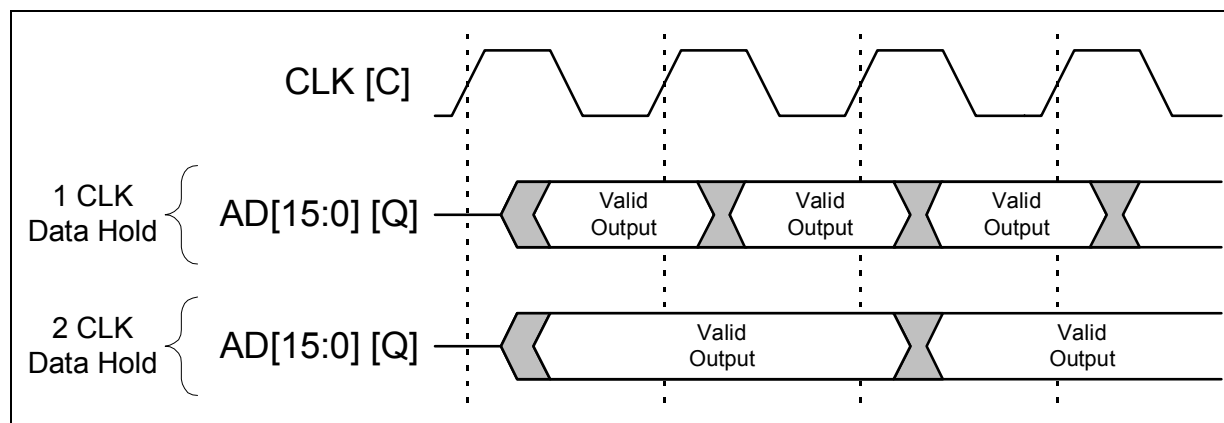 CLK [C]
1 CLK
Data Hold
AD[15:0] [Q]
Valid
Output
Valid
Output
Valid
Output
2 CLK
Data Hold
AD[15:0] [Q]
Valid
Output
Valid
Output